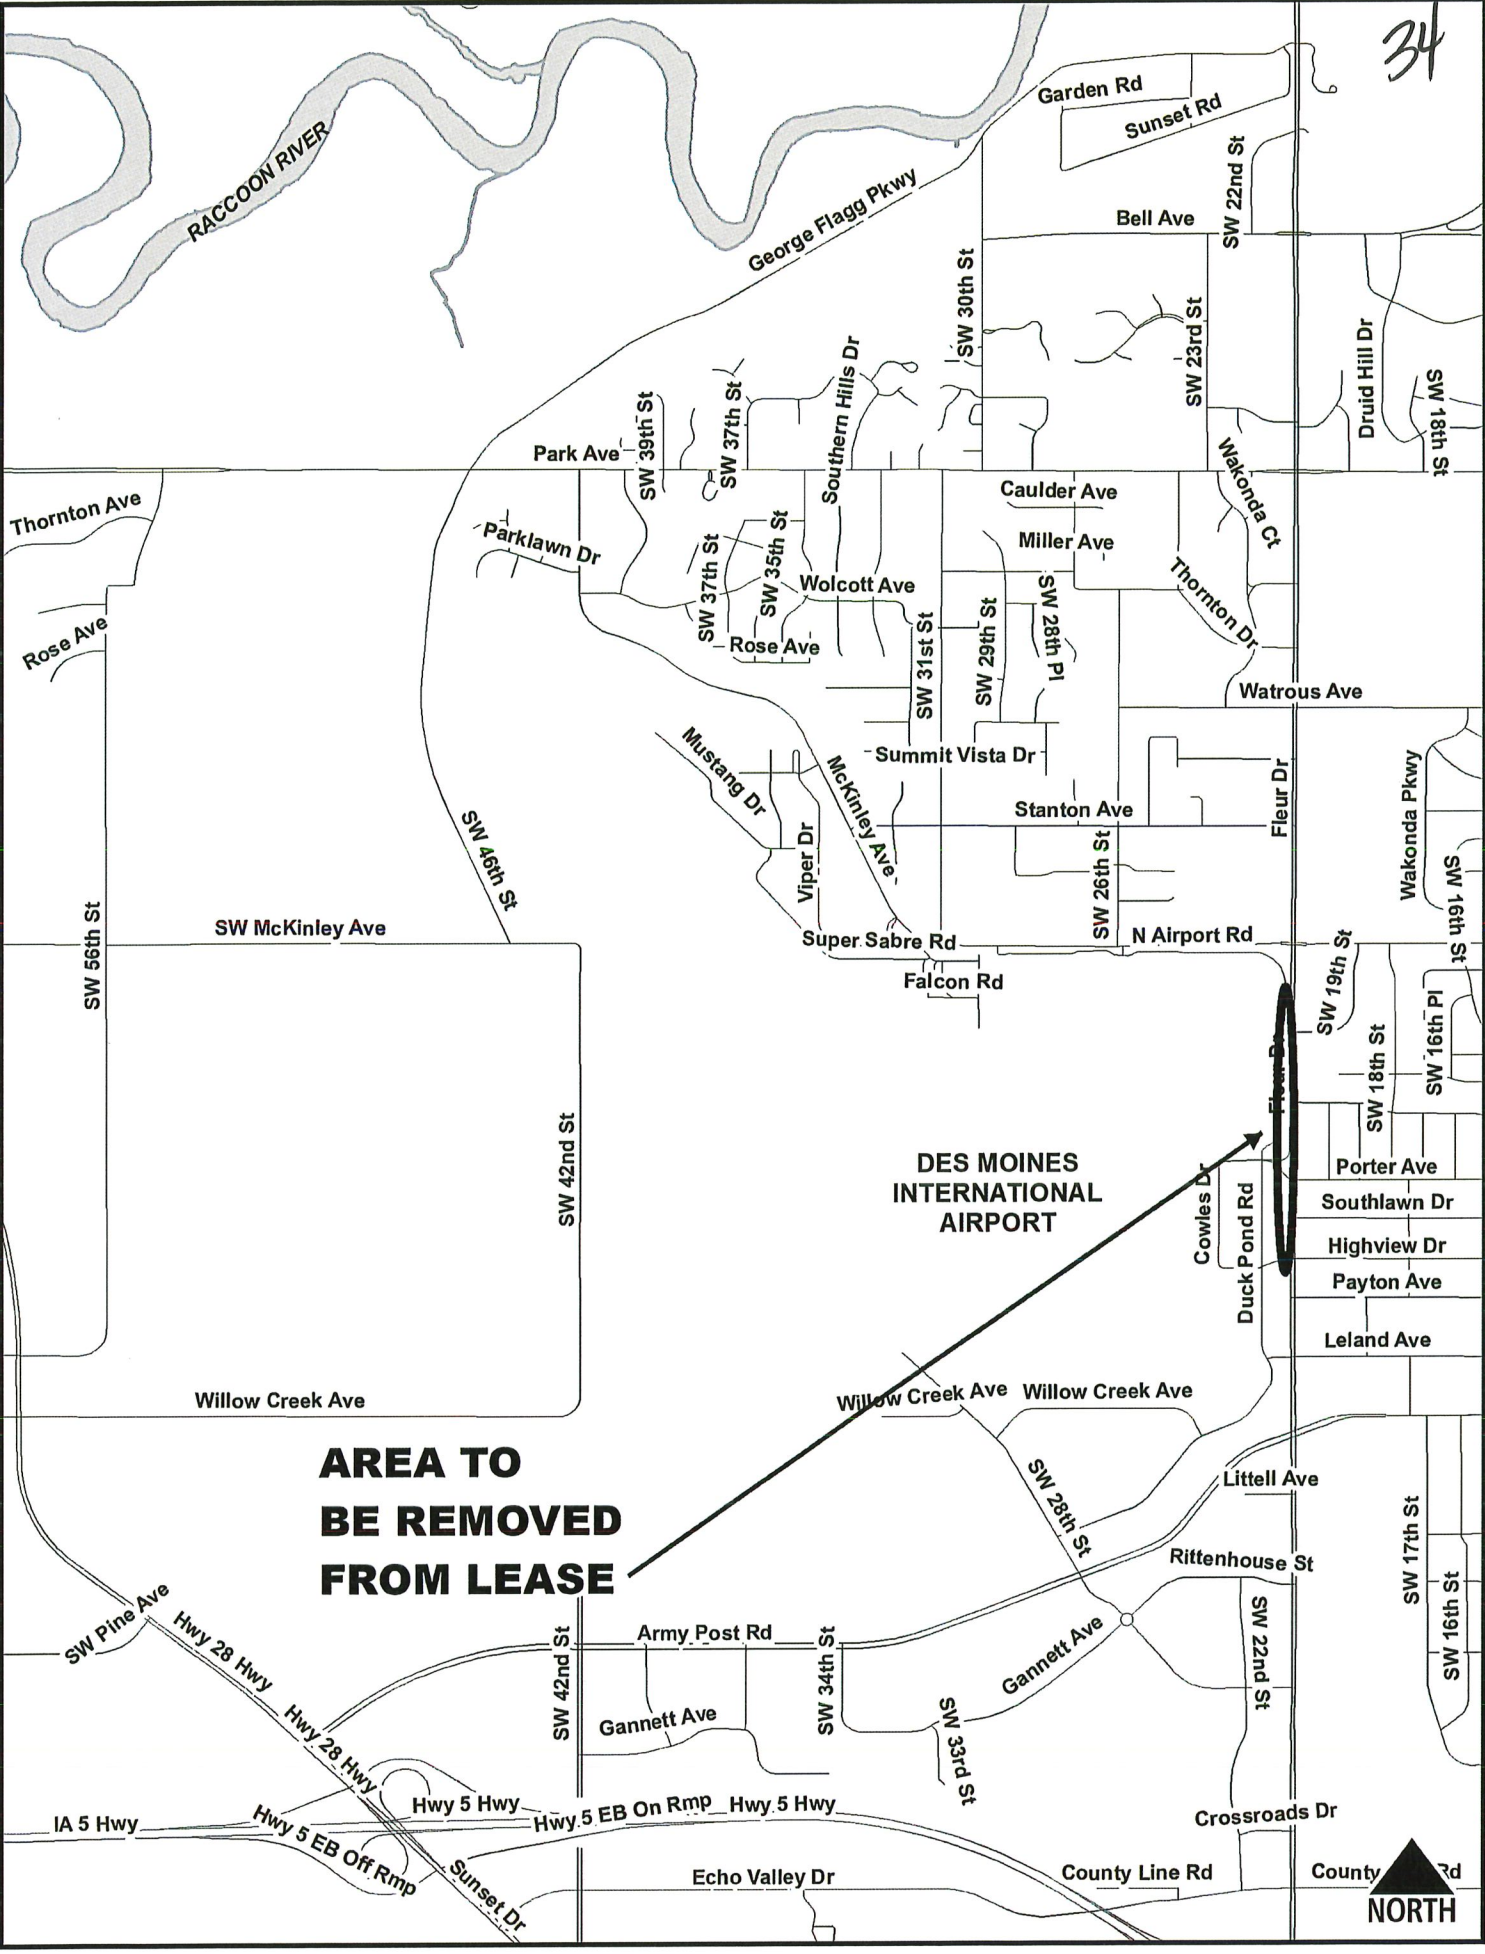 34
Garden Rd
Sunset Rd
RACCOON RIVER
SW 22nd St
George Flagg Pkwy
Bell Ave
SW 30th St
SW 23rd St
Druid Hill Dr
SW 18th St
Southern Hills Dr
SW 37th St
SW 39th St
Park Ave
Wakonda Ct
Caulder Ave
Thornton Ave
Parklawn Dr
Miller Ave
SW 37th St
SW 35th St
Wolcott Ave
Thornton Dr
SW 28th Pl
SW 29th St
SW 31st St
Rose Ave
Rose Ave
Watrous Ave
Mustang Dr
McKinley Ave
Summit Vista Dr
Fleur Dr
Wakonda Pkwy
Stanton Ave
SW 46th St
Viper Dr
SW 26th St
SW 16th St
SW 56th St
SW McKinley Ave
Super Sabre Rd
N Airport Rd
SW 19th St
Falcon Rd
SW 16th Pl
SW 18th St
Fleur Dr
SW 42nd St
DES MOINES
INTERNATIONAL
AIRPORT
Cowles Dr
Duck Pond Rd
Porter Ave
Southlawn Dr
Highview Dr
Payton Ave
Leland Ave
Willow Creek Ave
Willow Creek Ave
Willow Creek Ave
AREA TO
BE REMOVED
FROM LEASE
SW 28th St
Littell Ave
SW 17th St
Rittenhouse St
SW 16th St
SW Pine Ave
Hwy 28 Hwy
Army Post Rd
SW 42nd St
SW 34th St
Gannett Ave
SW 22nd St
Gannett Ave
SW 33rd St
Hwy 28 Hwy
IA 5 Hwy
Hwy 5 EB Off Rmp
Hwy 5 Hwy
Hwy 5 EB On Rmp
Hwy 5 Hwy
Crossroads Dr
Sunset Dr
Echo Valley Dr
County Line Rd
County Rd
NORTH